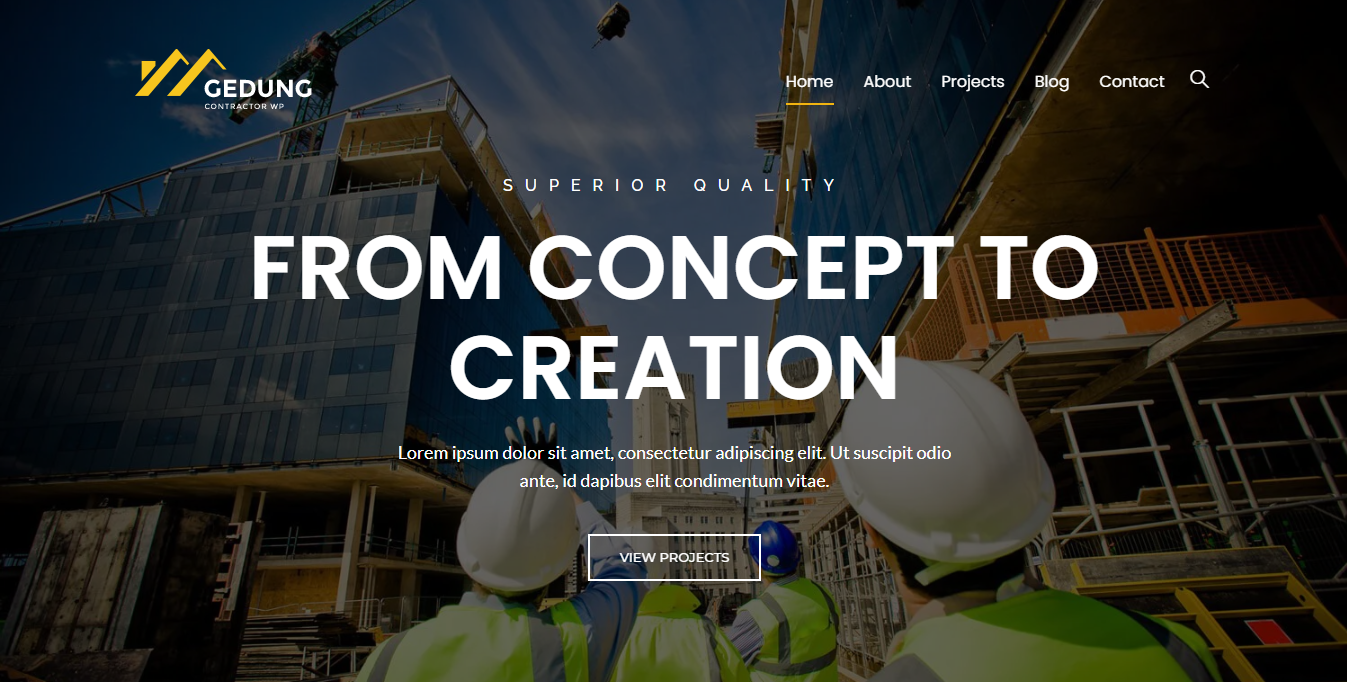 GEDUNG
CONTRACTOR WP
Home About Projects Blog Contact
SUPERIOR QUALITY
FROM CONCEPT TO
CREATION
Lorem ipsum dolor sit amet, consectetur adipiscing elit. Ut suscipit odio
ante, id dapibus elit condimentum vitae.
VIEW PROJECTS